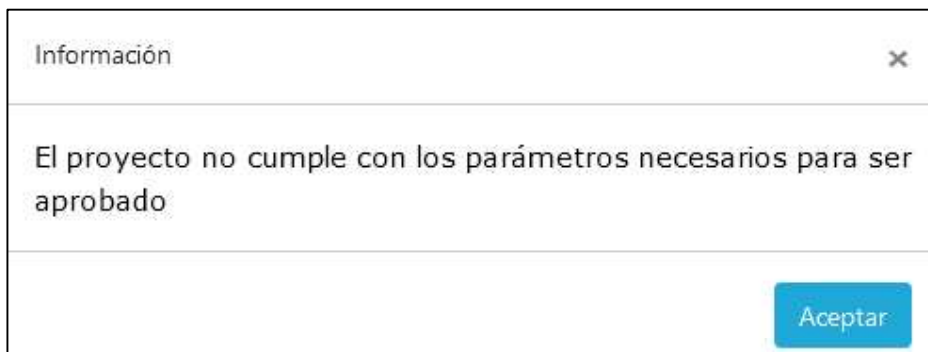 Información ×
El proyecto no cumple con los parámetros necesarios para ser
aprobado
Aceptar